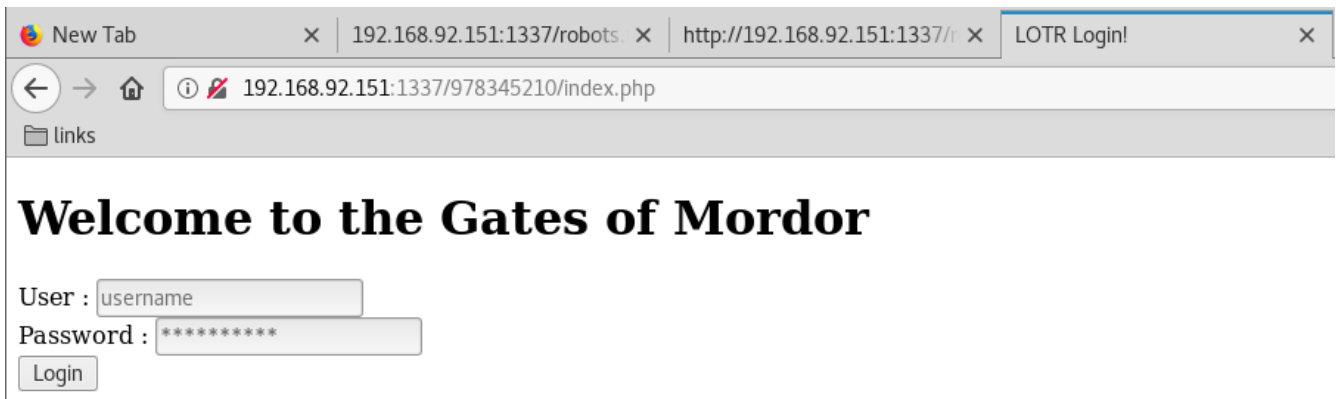 New Tab 192.168.92.151:1337/robots. http://192.168.92.151:1337/ LOTR Login!
192.168.92.151:1337/978345210/index.php
links
Welcome to the Gates of Mordor
User : username
Password : **********
Login